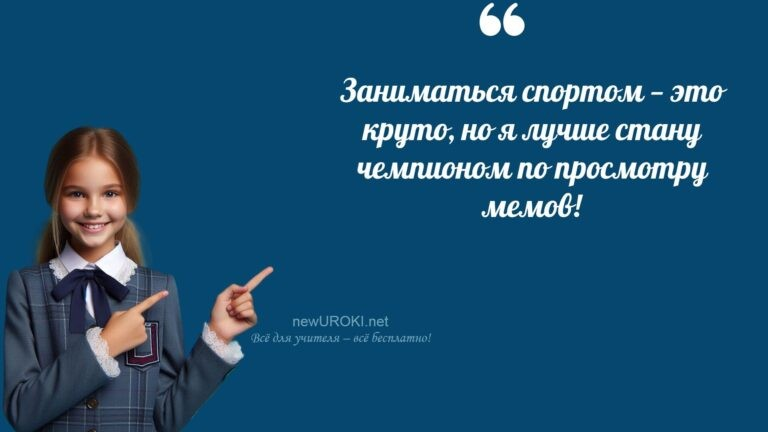 ❝
Заниматься спортом – это
круто, но я лучше стану
чемпионом по просмотру
мемов!
newUROKI.net
Всё для учителя – всё бесплатно!